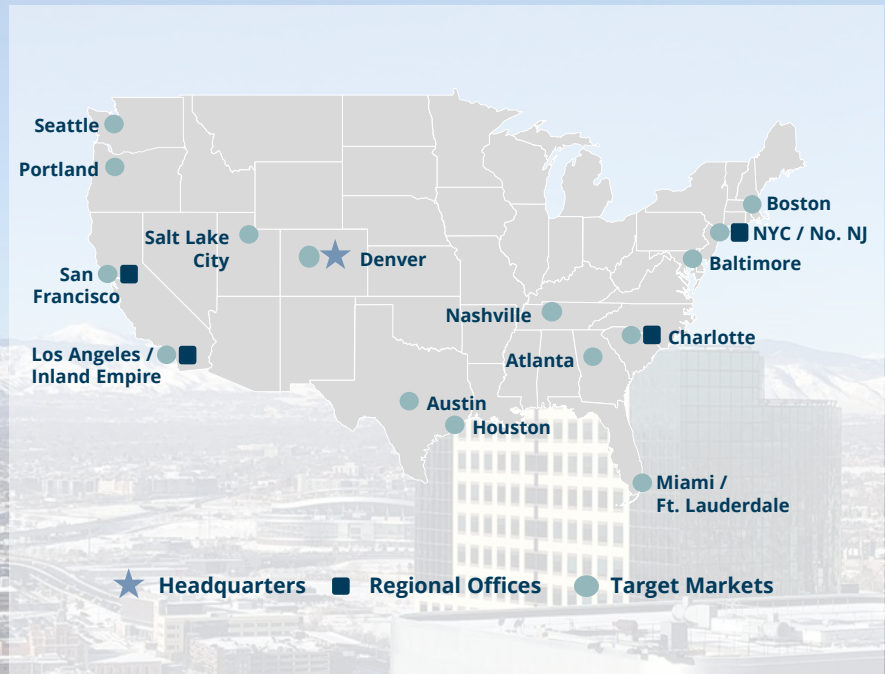 Seattle
Portland
Salt Lake
City
Denver
San
Francisco
Los Angeles /
Inland Empire
Boston
NYC / No. NJ
Baltimore
Nashville
Charlotte
Atlanta
Austin
Houston
Miami /
Ft. Lauderdale
Headquarters
Regional Offices
Target Markets